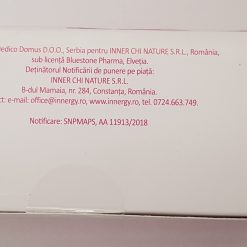 Medico Domus D.O.O., Serbia pentru INNER CHI NATURE S.R.L., România,
sub licență Bluestone Pharma, Elveția.
Deținătorul Notificării de punere pe piață:
INNER CHI NATURE S.R.L.
B-dul Mamaia, nr. 284, Constanța, România.
ct: e-mail: office@innergy.ro, www.innergy.ro, tel. 0724.663.749.
Notificare: SNPMAPS, AA 11913/2018